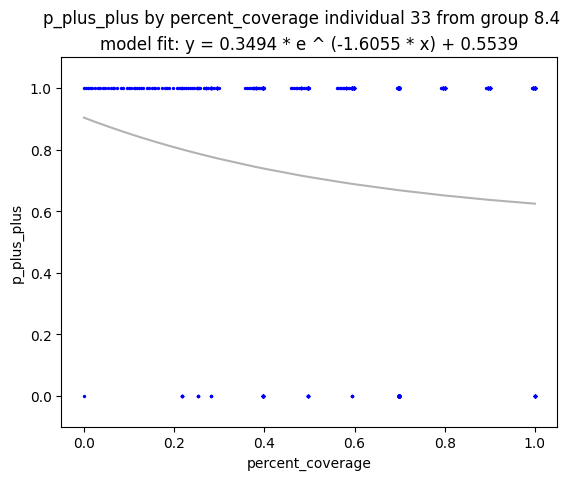 p_plus_plus by percent_coverage individual 33 from group 8.4
model fit: y = 0.3494 * e ^ (-1.6055 * x) + 0.5539
1.0
0.8
0.6
0.4
0.2
0.0
p_plus_plus
0.0 0.2 0.4 0.6 0.8 1.0
percent_coverage